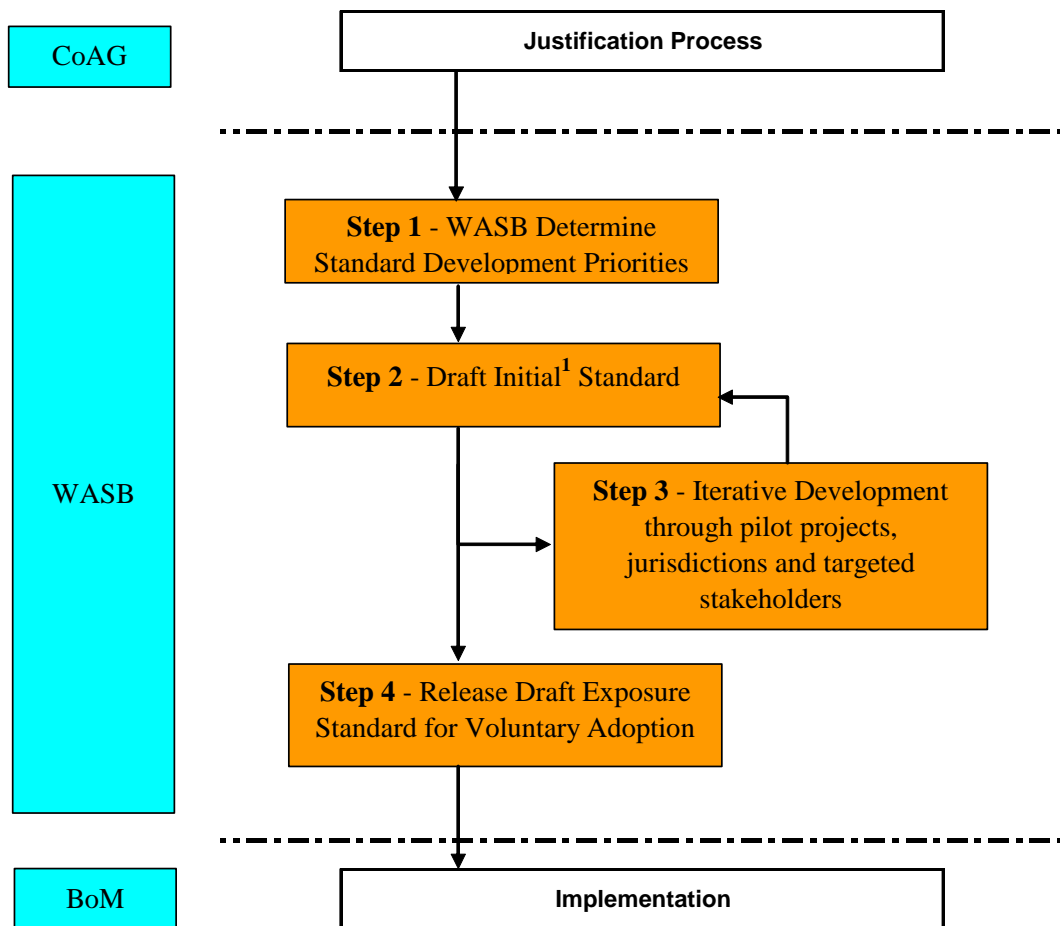 CoAG
Justification Process
Step 1 - WASB Determine
Standard Development Priorities
Step 2 - Draft Initial¹ Standard
WASB
Step 3 - Iterative Development
through pilot projects,
jurisdictions and targeted
stakeholders
Step 4 - Release Draft Exposure
Standard for Voluntary Adoption
BoM
Implementation